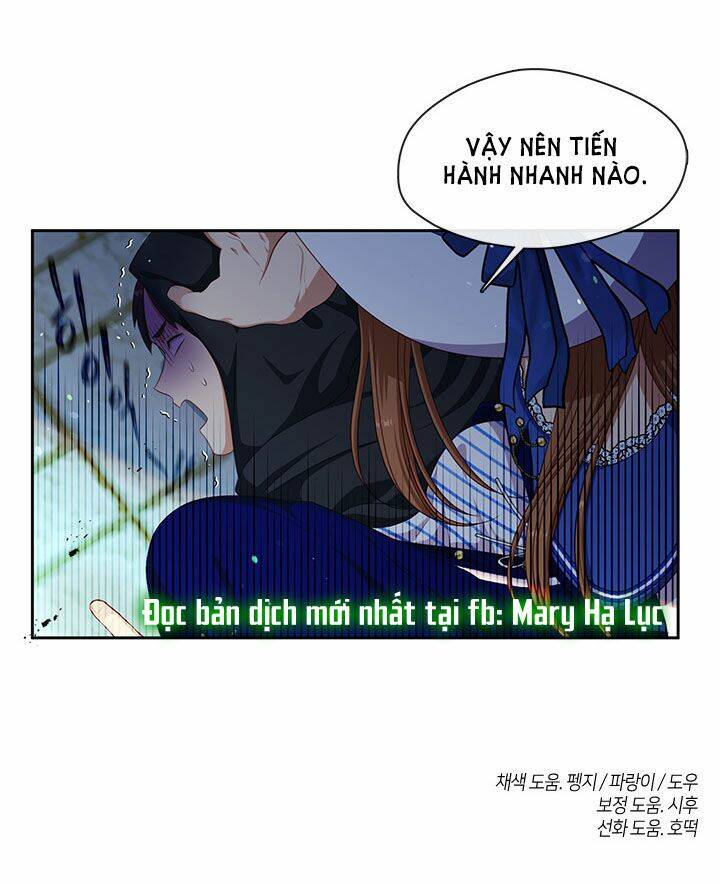 VẬY NÊN TIẾN
HÀNH NHANH NÀO.
Đọc bản dịch mới nhất tại fb: Mary Hạ Lục
채색 도움. 펭지 / 파랑이 / 도우
보정 도움. 시후
선화 도움. 호떡